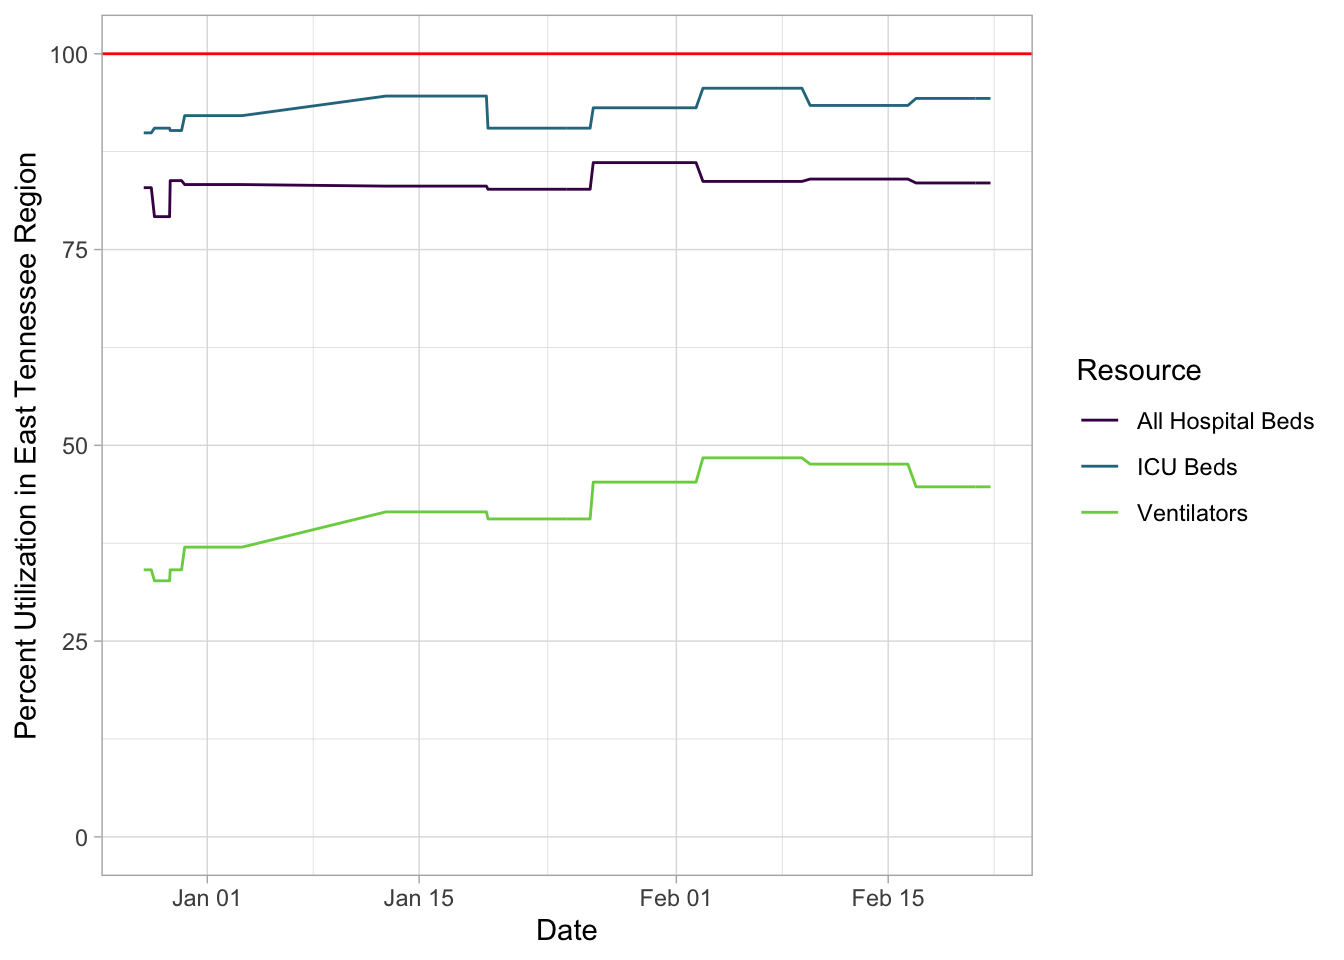 Percent Utilization in East Tennessee Region
100
75
50
25
0
Jan 01
Jan 15
Feb 01
Feb 15
Date
Resource
All Hospital Beds
ICU Beds
Ventilators